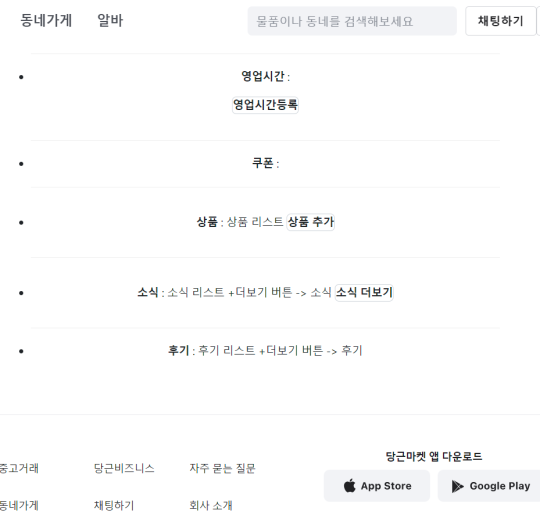 동네가게 알바 물품이나 동네를 검색해보세요 채팅하기
영업시간 :
영업시간등록
쿠폰 :
상품 : 상품 리스트 상품 추가
소식 : 소식 리스트 +더보기 버튼 -> 소식 소식 더보기
후기 : 후기 리스트 +더보기 버튼 -> 후기
당근마켓 앱 다운로드
중고거래 당근비즈니스 자주 묻는 질문
App Store Google Play
동네가게 채팅하기 회사 소개